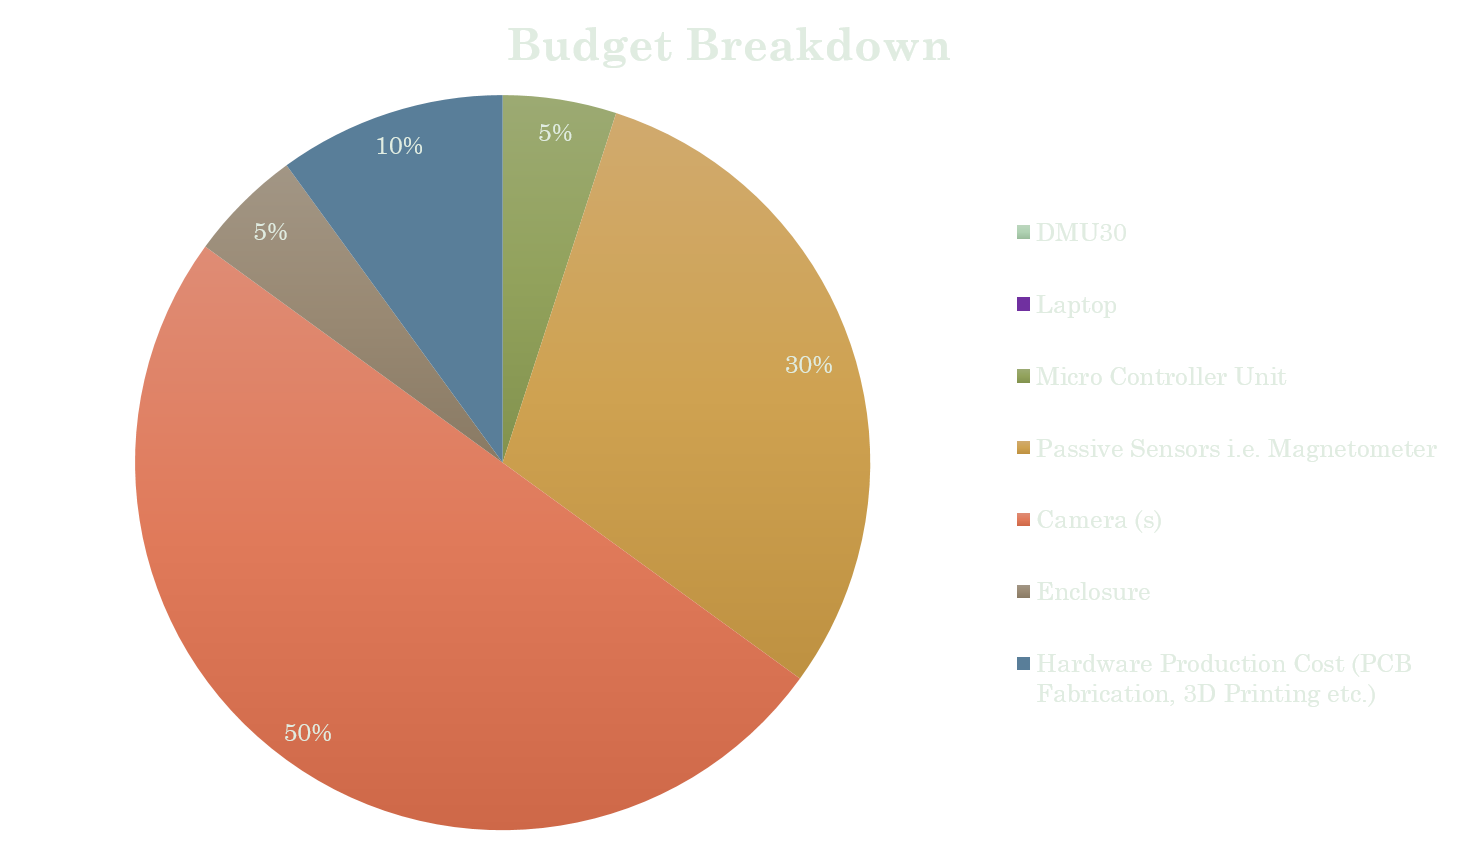 Budget Breakdown
10%
5%
5%
30%
50%
DMU30
Laptop
Micro Controller Unit
Passive Sensors i.e. Magnetometer
Camera (s)
Enclosure
Hardware Production Cost (PCB
Fabrication, 3D Printing etc.)